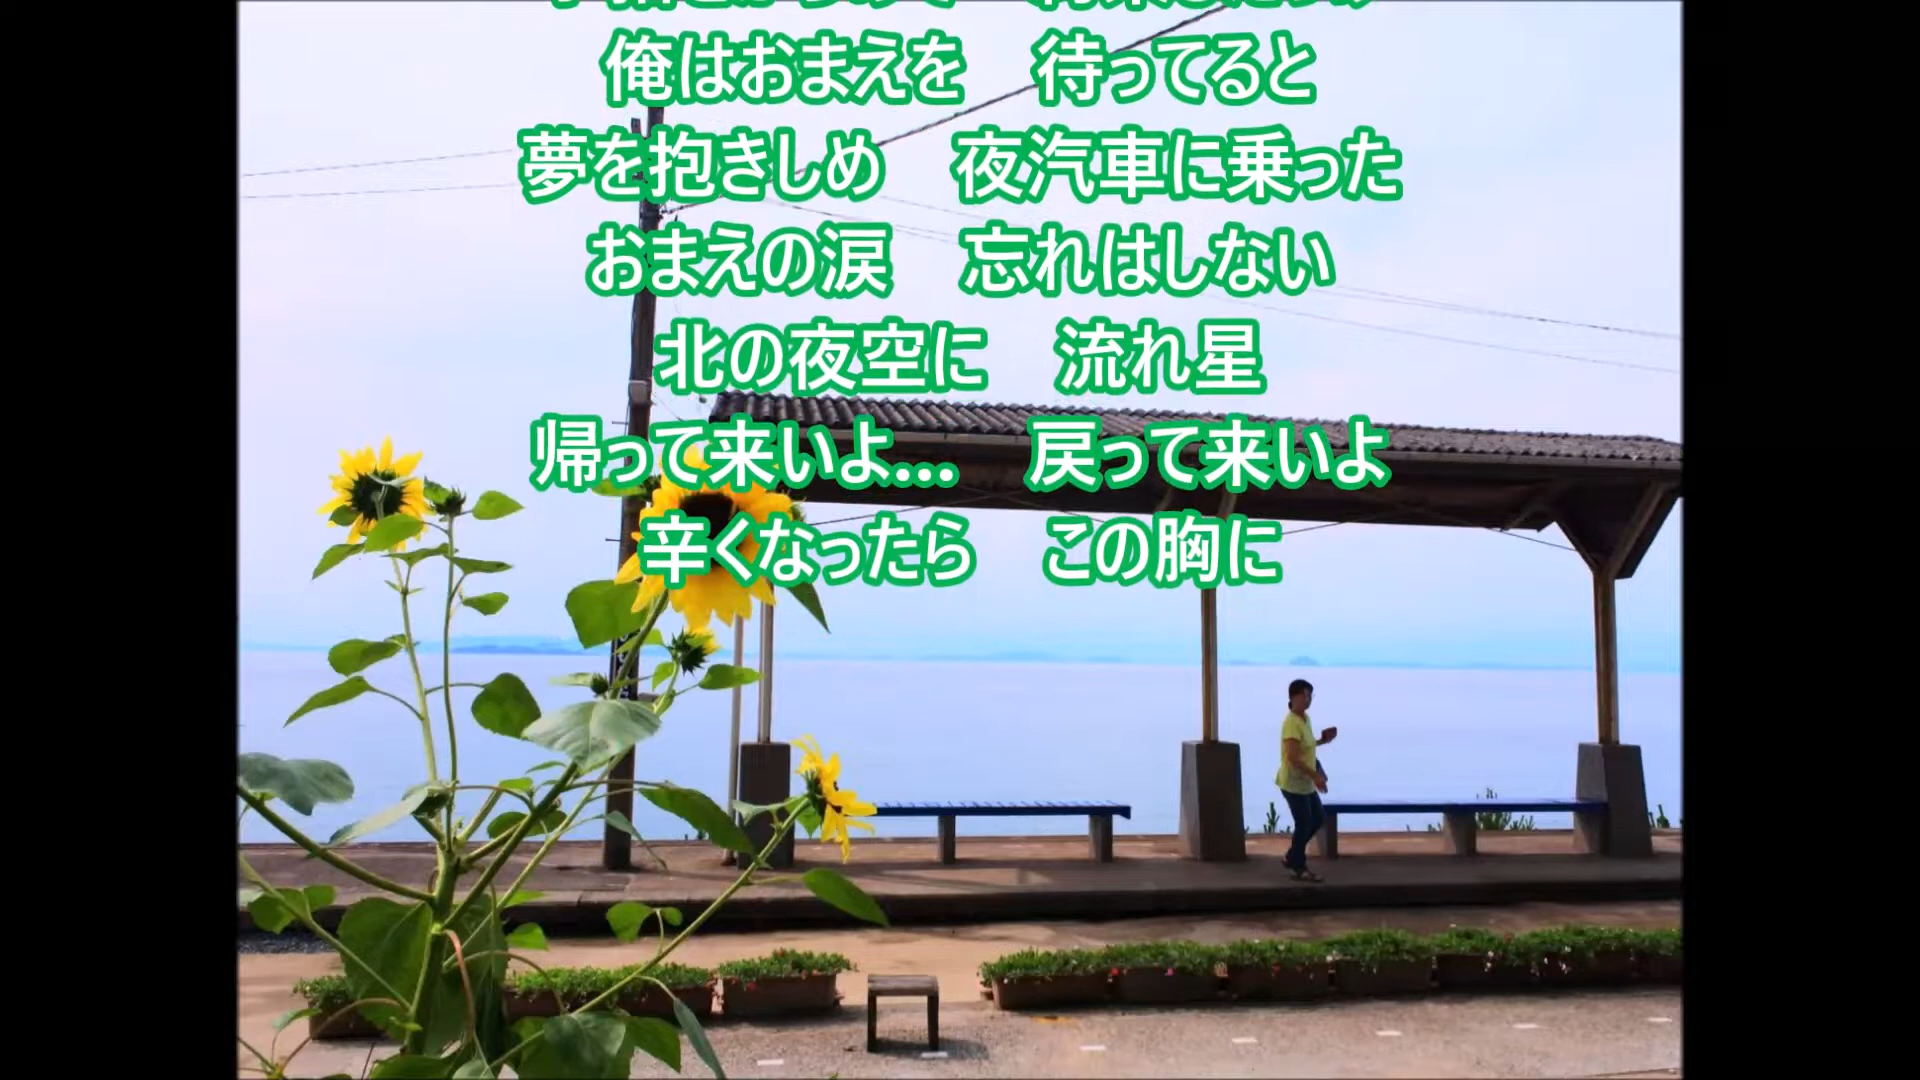 俺はおまえを　待ってると
夢を抱きしめ　夜汽車に乗った
おまえの涙　忘れはしない
北の夜空に　流れ星
帰って来いよ…　戻って来いよ
辛くなったら　この胸に